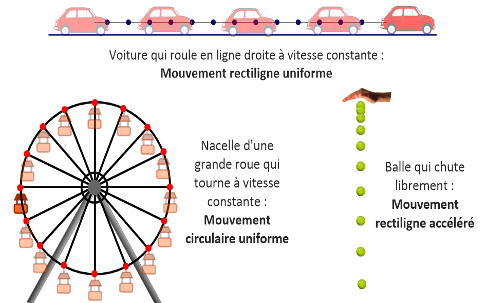 Voiture qui roule en ligne droite à vitesse constante :
Mouvement rectiligne uniforme
Nacelle d'une
grande roue qui
tourne à vitesse
constante :
Mouvement
circulaire uniforme
Balle qui chute
librement :
Mouvement
rectiligne accéléré